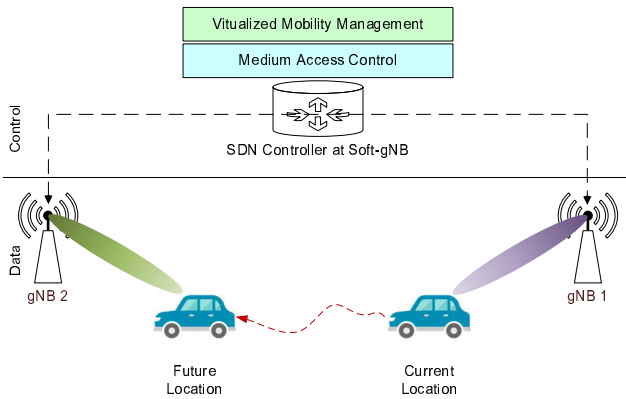 Vitualized Mobility Management
Medium Access Control
SDN Controller at Soft-gNB
Control
Data
gNB 2
gNB 1
Future
Location
Current
Location